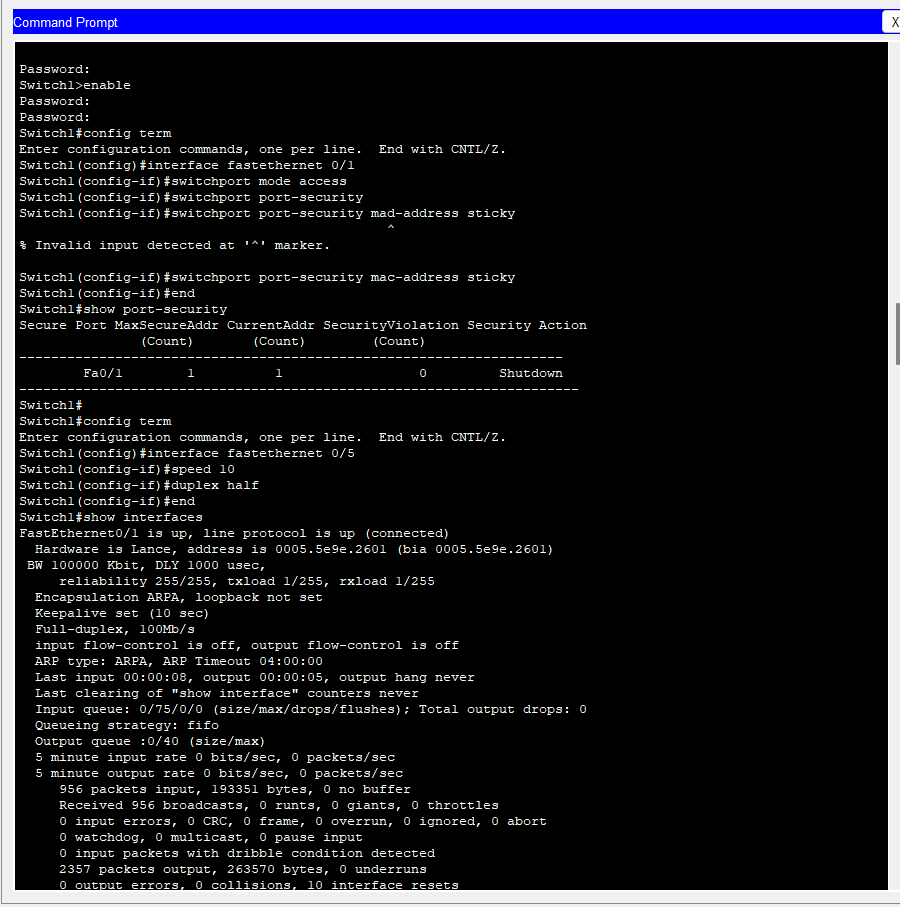 Command Prompt
X
Password:
Switch1>enable
Password:
Password:
Switch1#config term
Enter configuration commands, one per line.  End with CNTL/Z.
Switch1(config)#interface fastethernet 0/1
Switch1(config-if)#switchport mode access
Switch1(config-if)#switchport port-security
Switch1(config-if)#switchport port-security mad-address sticky
^
% Invalid input detected at '^' marker.
Switch1(config-if)#switchport port-security mac-address sticky
Switch1(config-if)#end
Switch1#show port-security
Secure Port MaxSecureAddr CurrentAddr SecurityViolation Security Action
(Count)       (Count)        (Count)
--------------------------------------------------------------------
Fa0/1        1          1                 0         Shutdown
----------------------------------------------------------------------
Switch1#
Switch1#config term
Enter configuration commands, one per line.  End with CNTL/Z.
Switch1(config)#interface fastethernet 0/5
Switch1(config-if)#speed 10
Switch1(config-if)#duplex half
Switch1(config-if)#end
Switch1#show interfaces
FastEthernet0/1 is up, line protocol is up (connected)
Hardware is Lance, address is 0005.5e9e.2601 (bia 0005.5e9e.2601)
BW 100000 Kbit, DLY 1000 usec,
reliability 255/255, txload 1/255, rxload 1/255
Encapsulation ARPA, loopback not set
Keepalive set (10 sec)
Full-duplex, 100Mb/s
input flow-control is off, output flow-control is off
ARP type: ARPA, ARP Timeout 04:00:00
Last input 00:00:08, output 00:00:05, output hang never
Last clearing of "show interface" counters never
Input queue: 0/75/0/0 (size/max/drops/flushes); Total output drops: 0
Queueing strategy: fifo
Output queue :0/40 (size/max)
5 minute input rate 0 bits/sec, 0 packets/sec
5 minute output rate 0 bits/sec, 0 packets/sec
956 packets input, 193351 bytes, 0 no buffer
Received 956 broadcasts, 0 runts, 0 giants, 0 throttles
0 input errors, 0 CRC, 0 frame, 0 overrun, 0 ignored, 0 abort
0 watchdog, 0 multicast, 0 pause input
0 input packets with dribble condition detected
2357 packets output, 263570 bytes, 0 underruns
0 output errors, 0 collisions, 10 interface resets